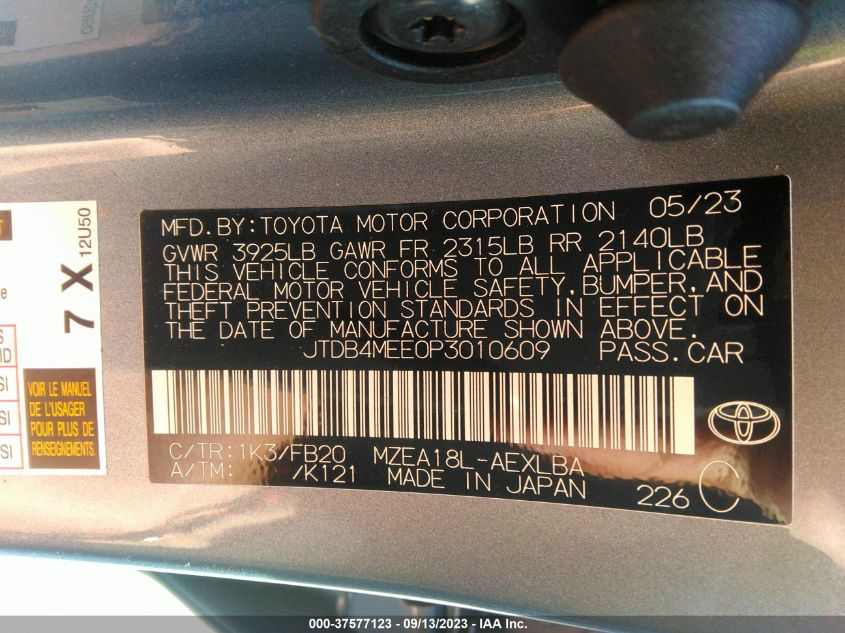 MFD. BY: TOYOTA MOTOR CORPORATION 05/23
GVWR 3925LB GAWR FR 2315LB RR 2140LB
THIS VEHICLE CONFORMS TO ALL APPLICABLE
FEDERAL MOTOR VEHICLE SAFETY, BUMPER, AND
THEFT PREVENTION STANDARDS IN EFFECT ON
THE DATE OF MANUFACTURE SHOWN ABOVE.
JTDB4MEE0P3010609 PASS.CAR
C/TR: 1K3/FB20 MZEA18L-AEXLBA
A/TM: /K121 MADE IN JAPAN
226 C
7 X
12U50
SI
SI
SI
VOIR LE MANUEL
DE L'USAGER
POUR PLUS DE
RENSEIGNEMENTS.
000-37577123 - 09/13/2023 - IAA Inc.